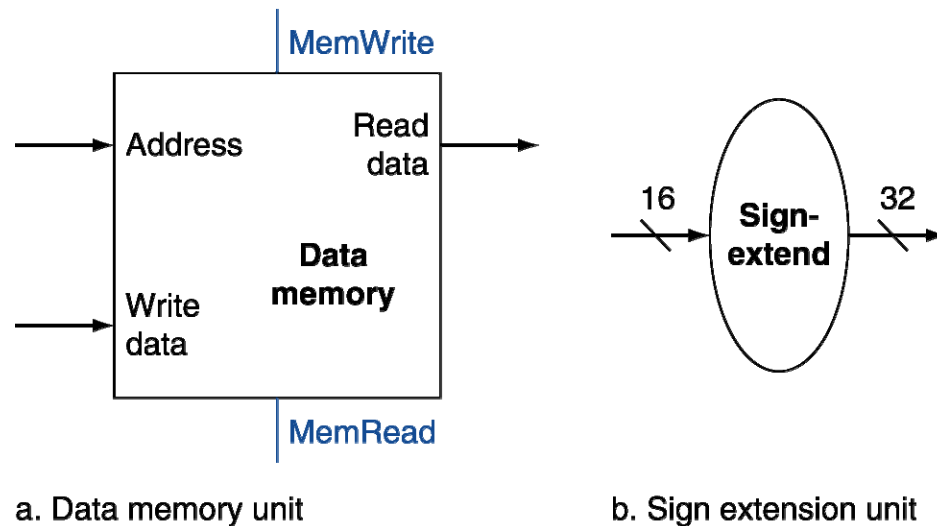 MemWrite
Address
Read
data
Data
memory
Write
data
MemRead
a. Data memory unit
16
Sign-
extend
32
b. Sign extension unit